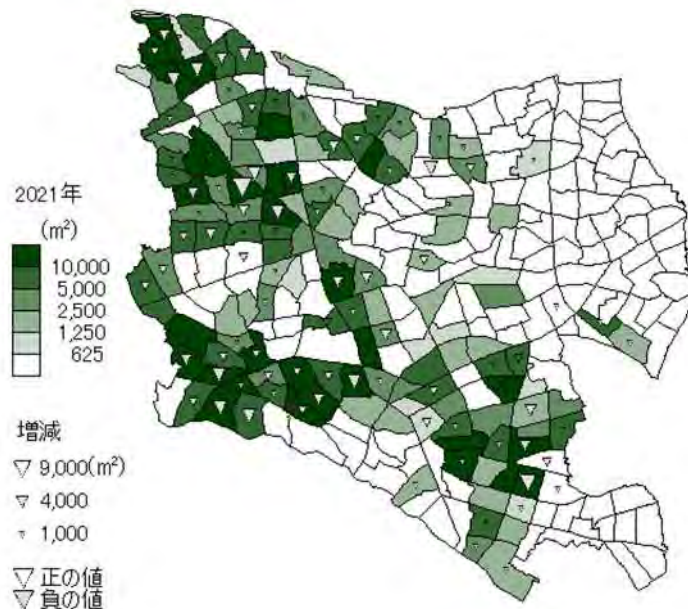 2021年
(m²)
10,000
5,000
2,500
1,250
625
増減
▽ 9,000(m²)
▽ 4,000
▽ 1,000
▽ 正の値
▽ 負の値